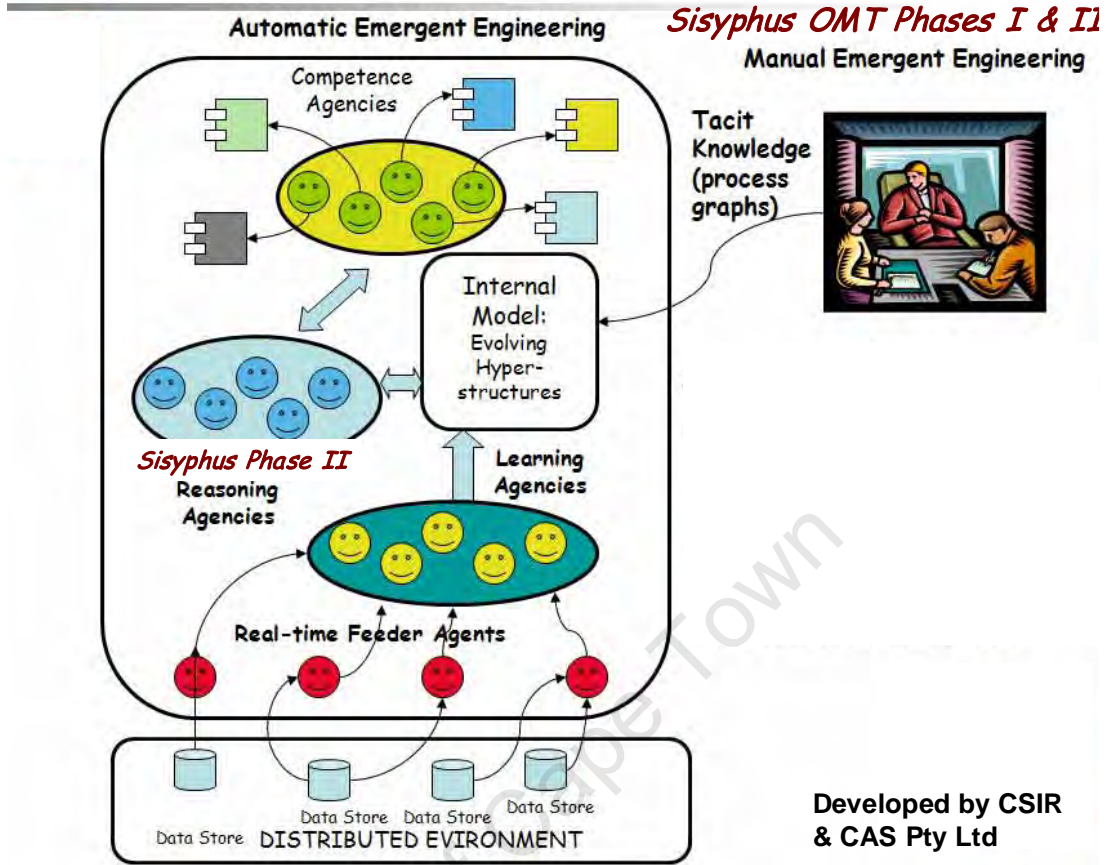 Automatic Emergent Engineering
Sisyphus OMT Phases I & II
Manual Emergent Engineering
Competence
Agencies
Tacit
Knowledge
(process
graphs)
Internal
Model:
Evolving
Hyper-
structures
Sisyphus Phase II
Reasoning
Agencies
Learning
Agencies
Real-time Feeder Agents
Data Store
Data Store
Data Store
Data Store
DISTRIBUTED EVIRONMENT
Developed by CSIR
& CAS Pty Ltd
Cape Town